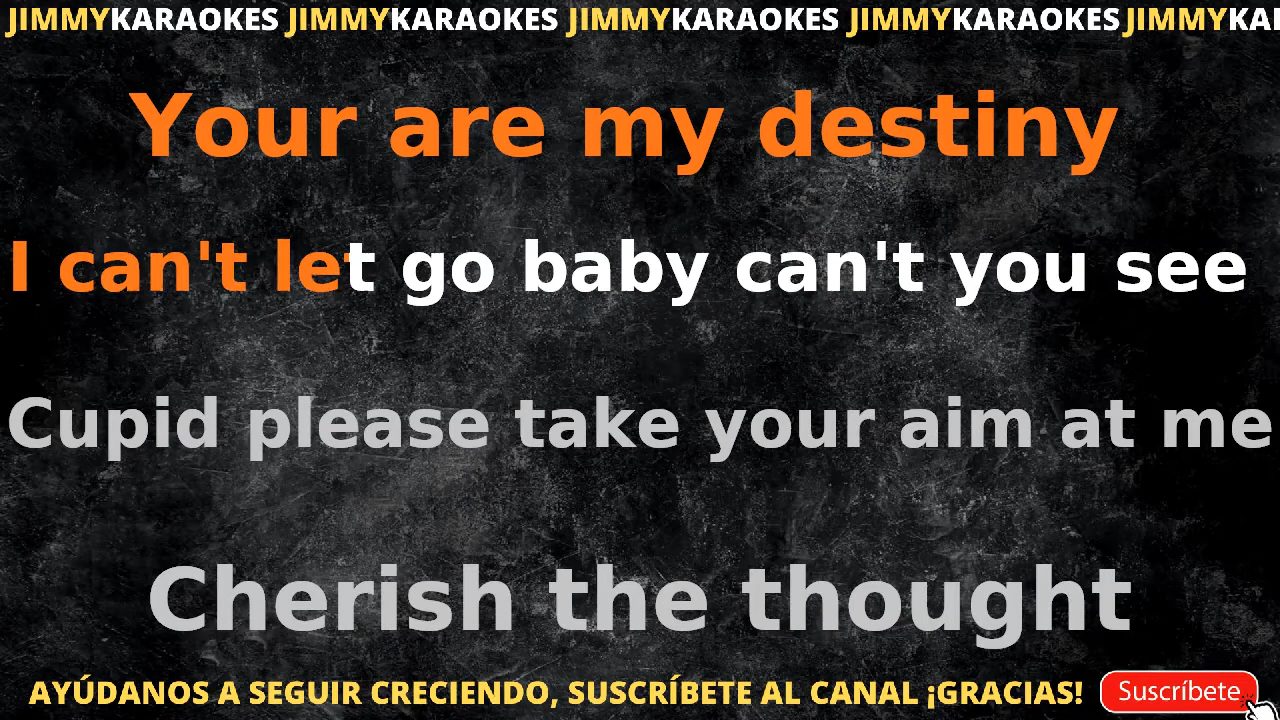 JIMMYKARAOKES JIMMYKARAOKES JIMMYKARAOKES JIMMYKARAOKES JIMMYKA
Your are my destiny
I can't let go baby can't you see
Cupid please take your aim at me
Cherish the thought
AYÚDANOS A SEGUIR CRECIENDO, SUSCRÍBETE AL CANAL ¡GRACIAS! Suscríbete